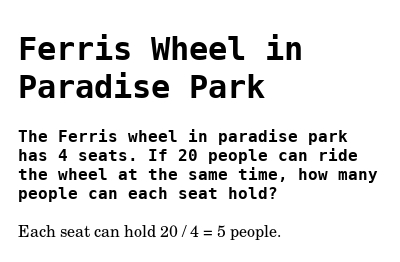 Ferris Wheel in
Paradise Park
The Ferris wheel in paradise park
has 4 seats. If 20 people can ride
the wheel at the same time, how many
people can each seat hold?
Each seat can hold 20 / 4 = 5 people.